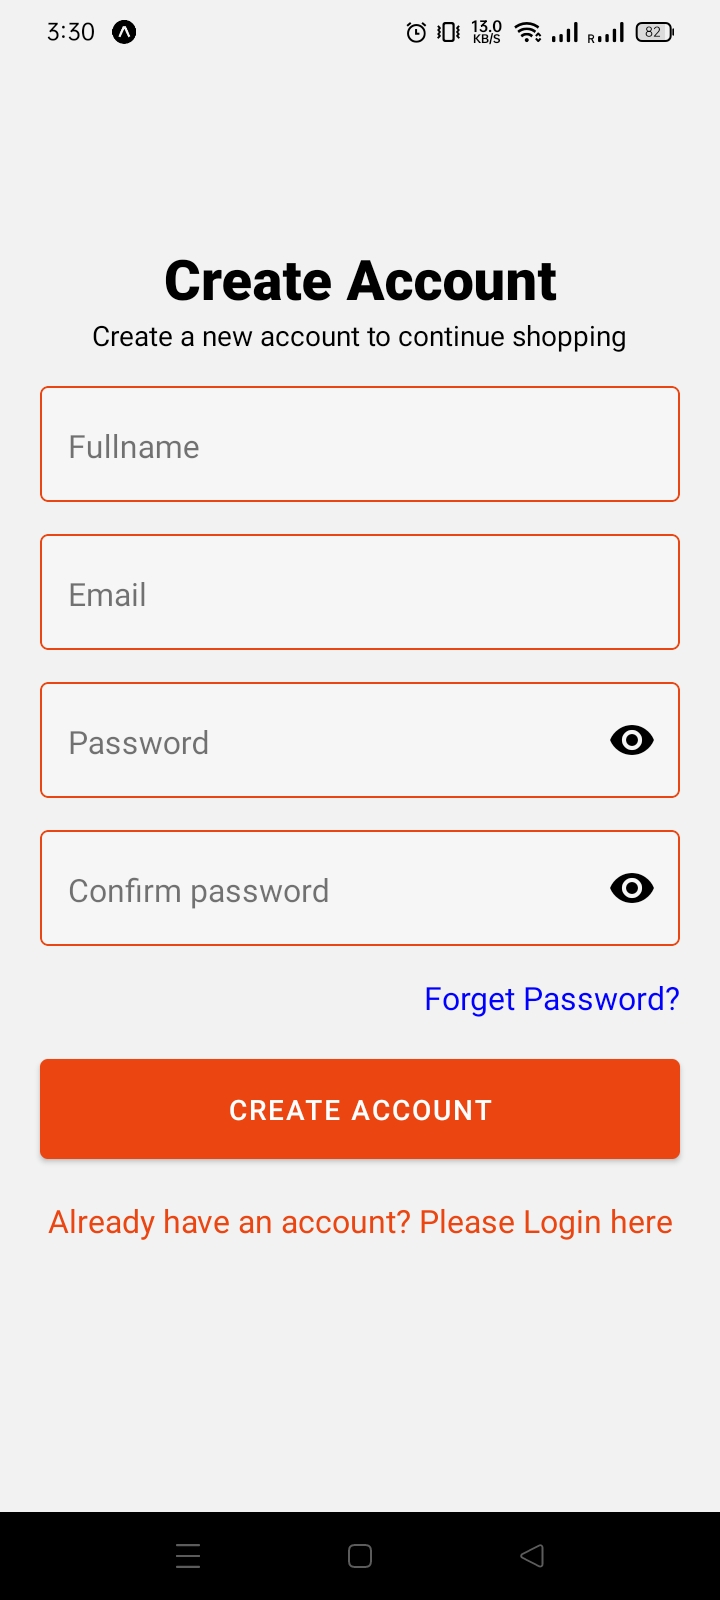 3:30
13.0
KB/S
R
82
Create Account
Create a new account to continue shopping
Fullname
Email
Password
Confirm password
Forget Password?
CREATE ACCOUNT
Already have an account? Please Login here